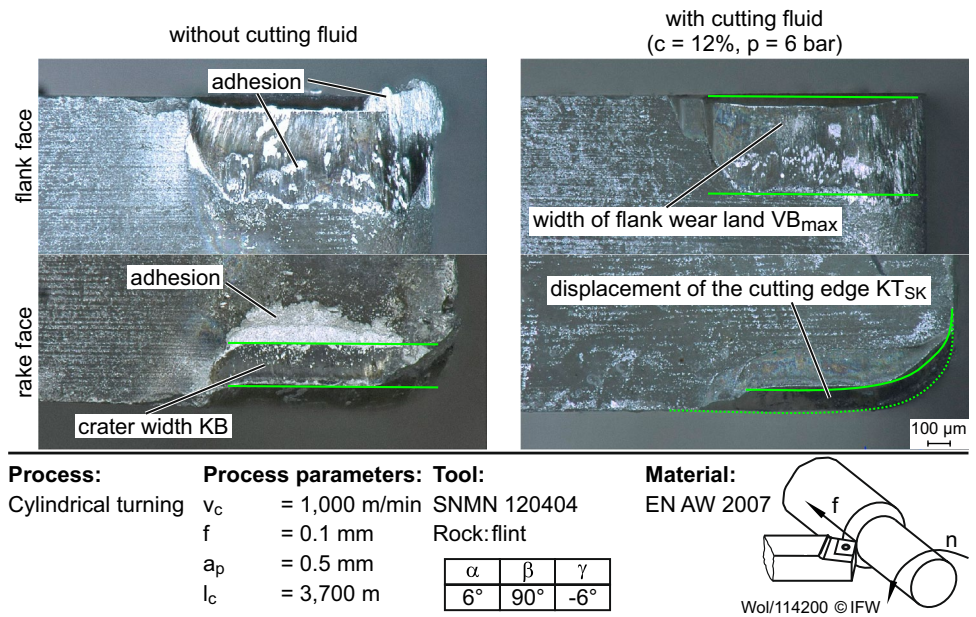 without cutting fluid
with cutting fluid
(c = 12%, p = 6 bar)
flank face
adhesion
width of flank wear land VBmax
rake face
adhesion
crater width KB
displacement of the cutting edge KTSK
100 µm
Process:
Cylindrical turning
Process parameters:
vc = 1,000 m/min
f = 0.1 mm
ap = 0.5 mm
lc = 3,700 m
Tool:
SNMN 120404
Rock:flint
α β γ
6° 90° -6°
Material:
EN AW 2007
f
n
Wol/114200 © IFW